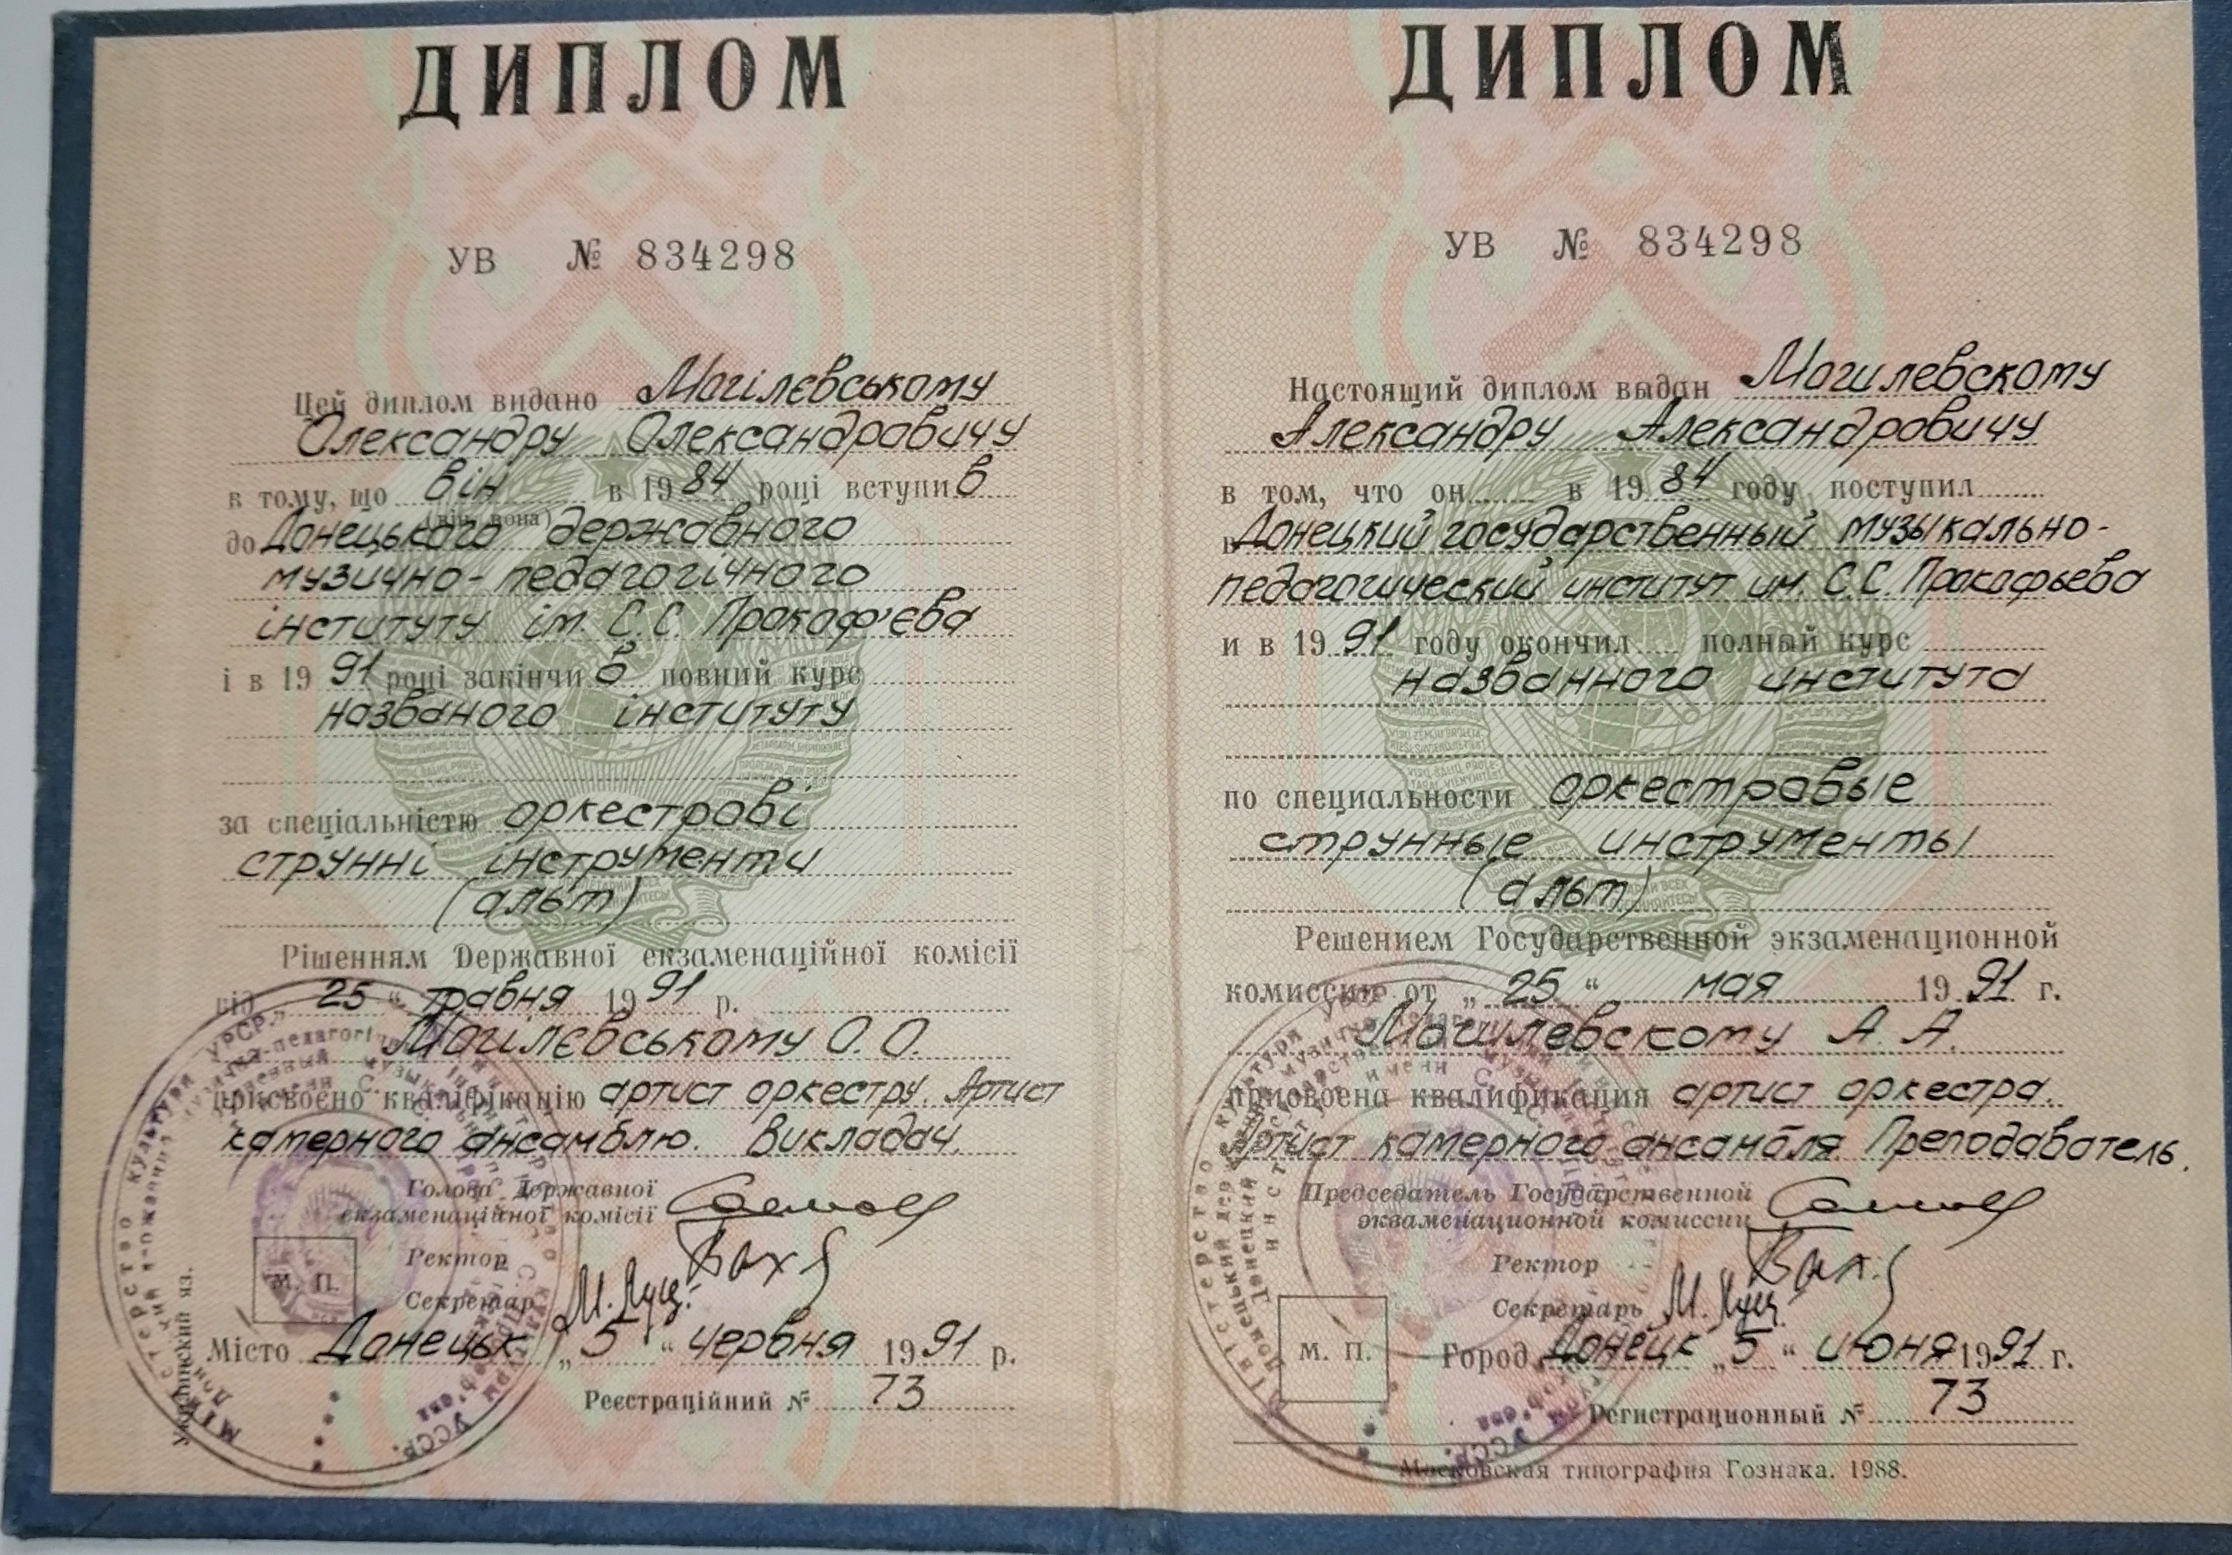 ДИПЛОМ
УВ № 834298
Цей диплом видано Могілєвському
Олександру Олександровичу
в тому, що він в 1984 році вступив
(він, вона)
до Донецького державного
музично-педагогічного
інституту ім. С.С. Прокоф'єва
і в 1991 році закінчив повний курс
названого інституту
за спеціальністю оркестрові
струнні інструменти
(альт)
Рішенням Державної екзаменаційної комісії
від 25 " травня 1991 р.
Могілєвському О.О.
присвоєно кваліфікацію артист оркестру. Артист
камерного ансамблю. Викладач.
Голова Державної
екзаменаційної комісії
Ректор
Секретар
М. П.
Місто Донецьк „ 5 " червня 1991 р.
Реєстраційний № 73
Украінский яз.
ДИПЛОМ
УВ № 834298
Настоящий диплом выдан Могилевскому
Александру Александровичу
в том, что он в 1984 году поступил
в Донецкий государственный музыкально-
педагогический институт им. С.С. Прокофьева
и в 1991 году окончил полный курс
названного института
по специальности оркестровые
струнные инструменты
(альт)
Решением Государственной экзаменационной
комиссии от „ 25 " мая 1991 г.
Могилевскому А. А.
присвоена квалификация артист оркестра.
Артист камерного ансамбля. Преподаватель.
Председатель Государственной
экзаменационной комиссии
Ректор
Секретарь
М. П.
Город Донецк „ 5 " июня 1991 г.
Регистрационный № 73
Московская типография Гознака. 1988.